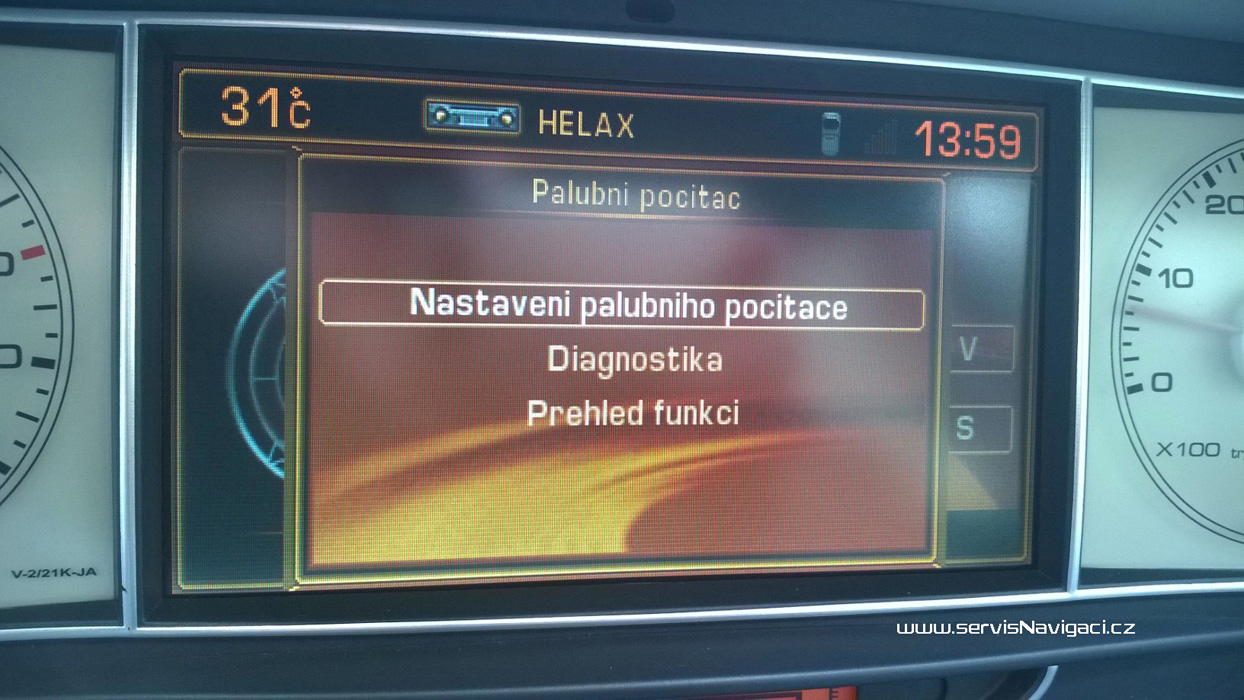 31°C HELAX 13:59
Palubni pocitac
Nastaveni palubniho pocitace
Diagnostika
Prehled funkci
V
S
20
10
0
X100
V-2/21K-JA
www.servisNavigaci.cz